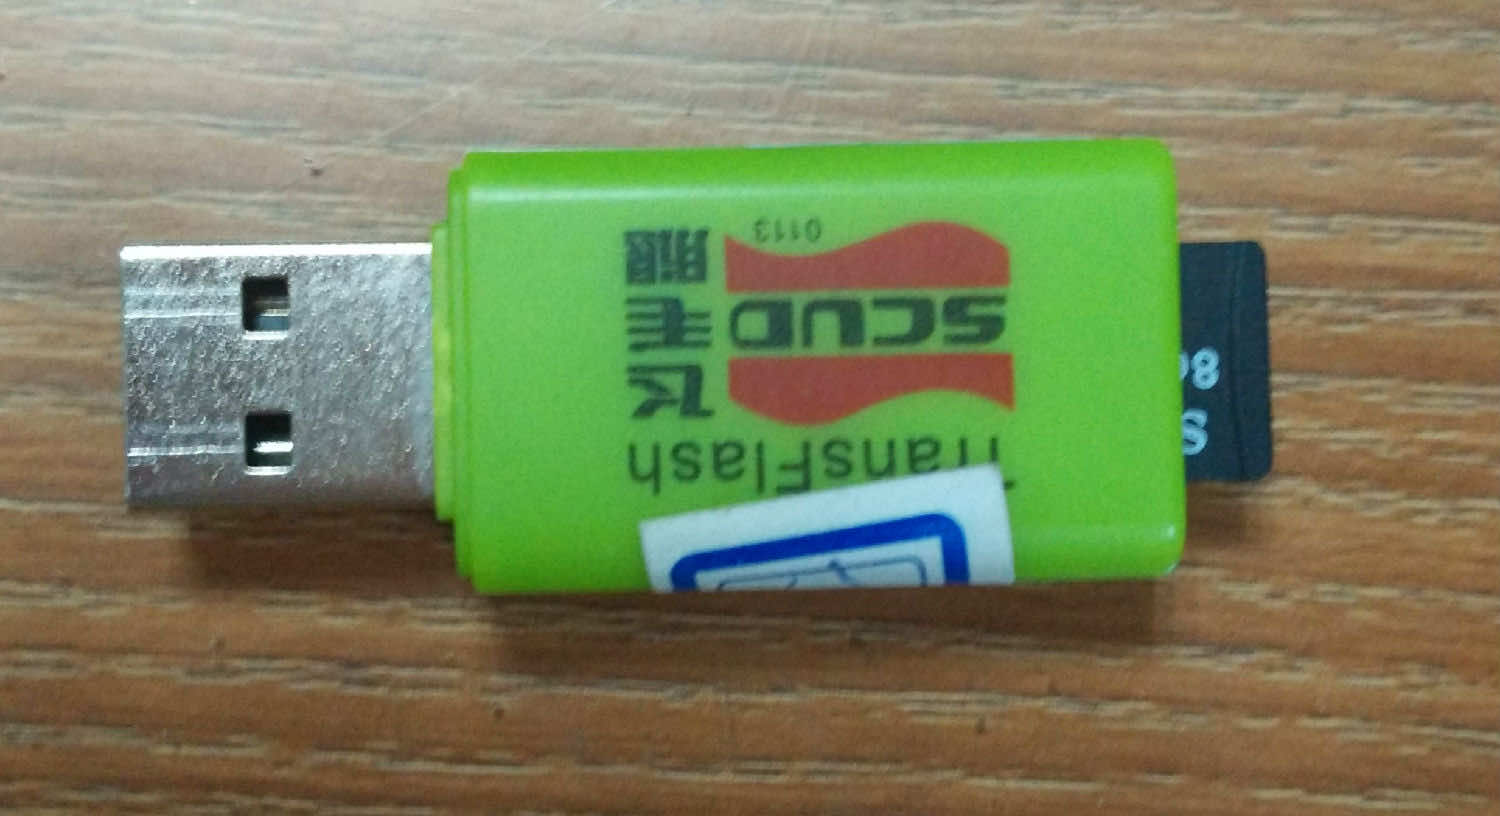 TransFlash
SCUD
飞毛腿
0113